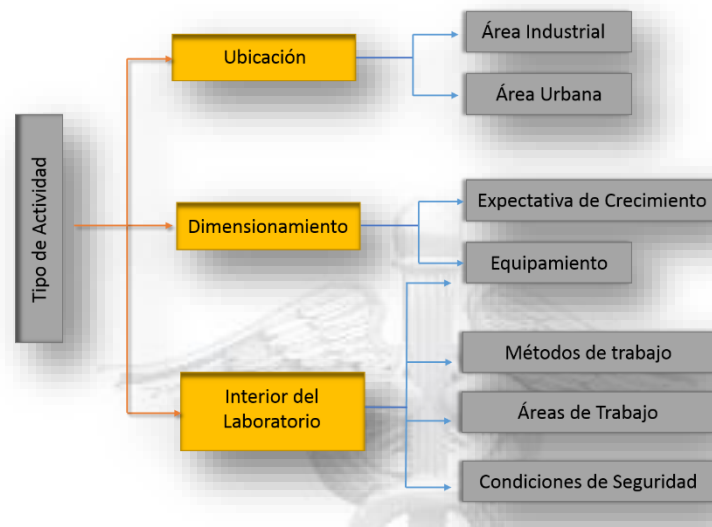 Tipo de Actividad
Ubicación
Área Industrial
Área Urbana
Dimensionamiento
Expectativa de Crecimiento
Equipamiento
Interior del
Laboratorio
Métodos de trabajo
Áreas de Trabajo
Condiciones de Seguridad